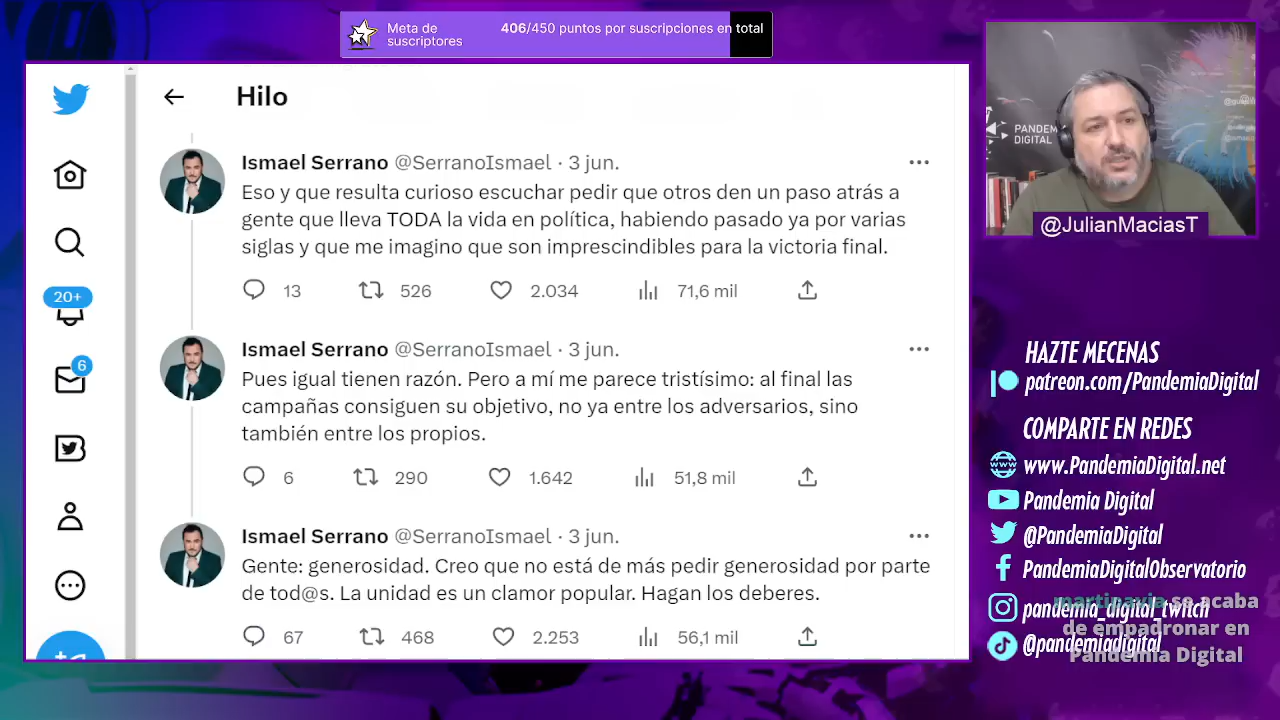 Meta de
suscriptores
406/450 puntos por suscripciones en total
Hilo
Ismael Serrano @SerranoIsmael · 3 jun.
Eso y que resulta curioso escuchar pedir que otros den un paso atrás a
gente que lleva TODA la vida en política, habiendo pasado ya por varias
siglas y que me imagino que son imprescindibles para la victoria final.
13 526 2.034 71,6 mil
20+
6
Ismael Serrano @SerranoIsmael · 3 jun.
Pues igual tienen razón. Pero a mí me parece tristísimo: al final las
campañas consiguen su objetivo, no ya entre los adversarios, sino
también entre los propios.
6 290 1.642 51,8 mil
Ismael Serrano @SerranoIsmael · 3 jun.
Gente: generosidad. Creo que no está de más pedir generosidad por parte
de tod@s. La unidad es un clamor popular. Hagan los deberes.
67 468 2.253 56,1 mil
PANDEM
DIGITAL
@JulianMaciasT
HAZTE MECENAS
patreon.com/PandemiaDigital
COMPARTE EN REDES
www.PandemiaDigital.net
Pandemia Digital
@PandemiaDigital
PandemiaDigitalObservatorio
pandemia_digital_twitch
@pandemiadigital
martinavia se acaba
de empadronar en
Pandemia Digital